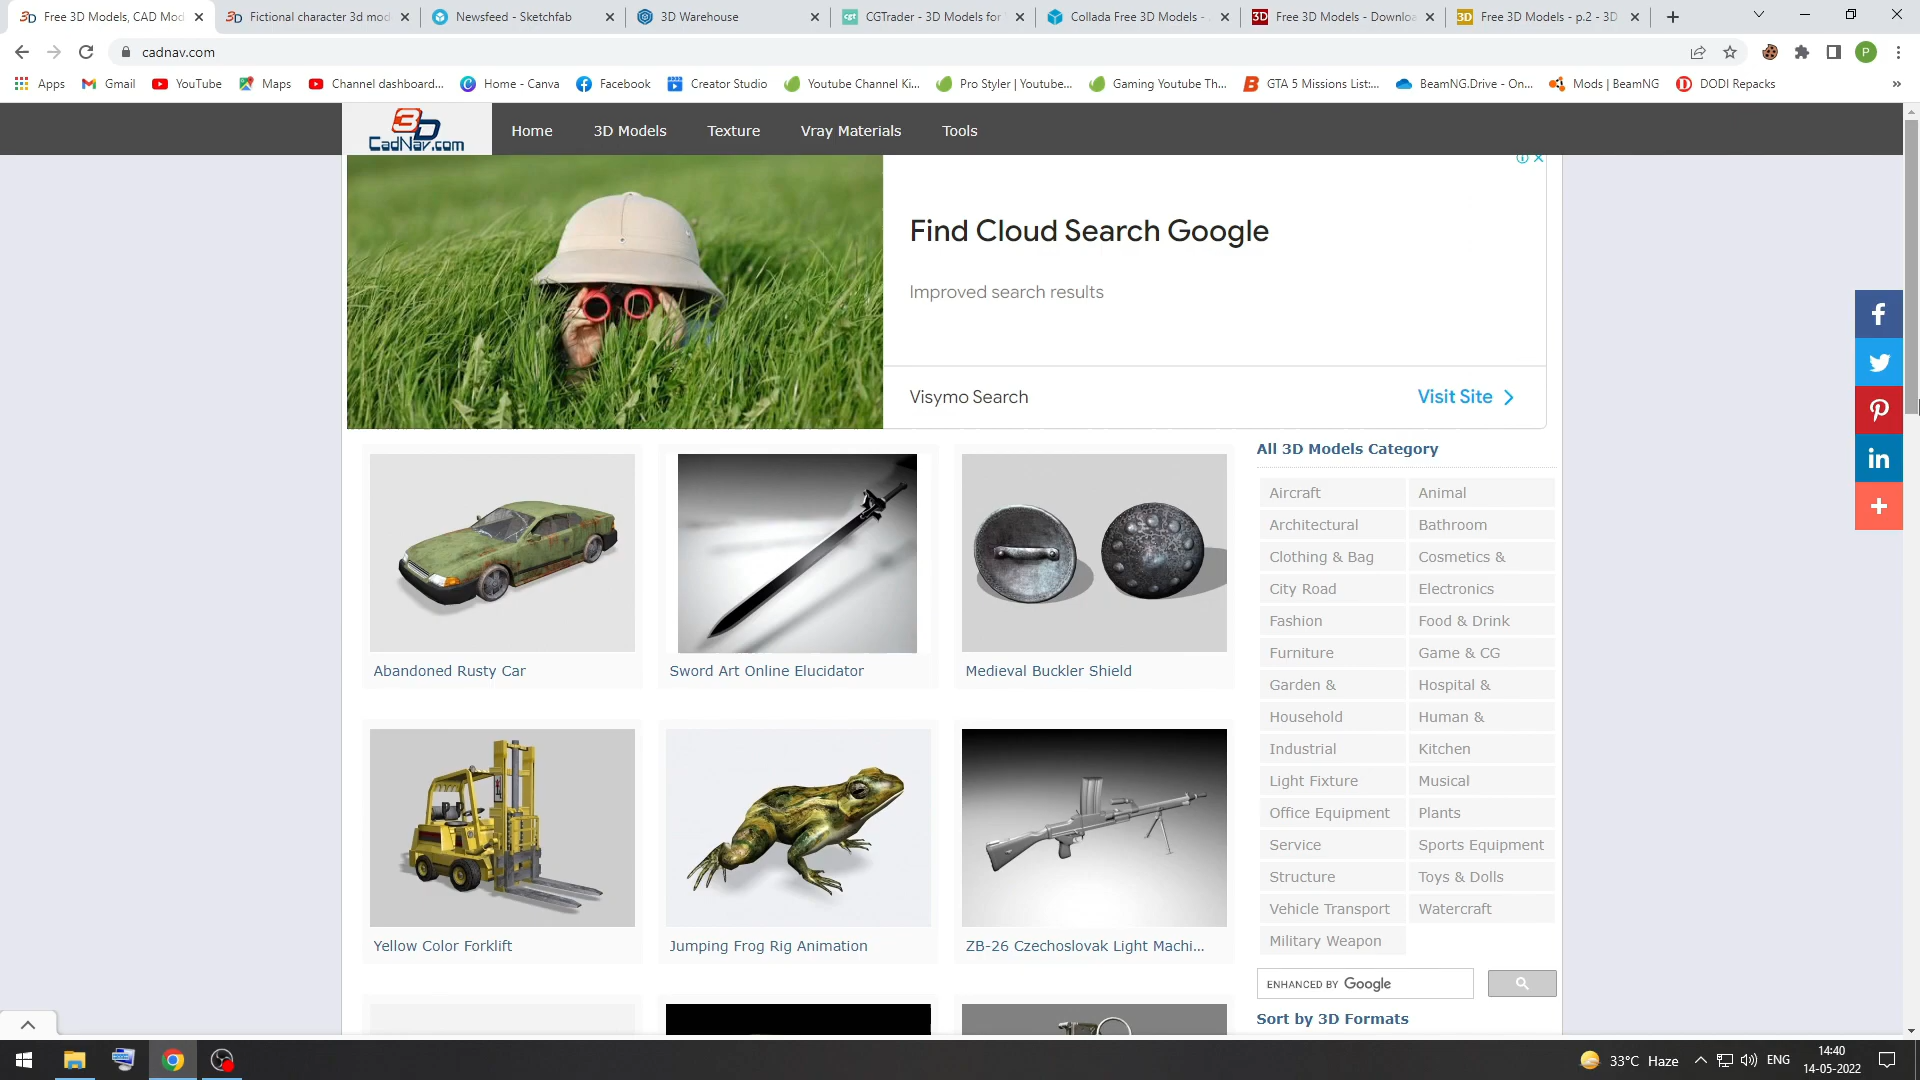 Free 3D Models, CAD Mod
Fictional character 3d mod
Newsfeed - Sketchfab
3D Warehouse
CGTrader - 3D Models for
Collada Free 3D Models -
Free 3D Models - Downlo
Free 3D Models - p.2 - 3D
cadnav.com
P
Apps
Gmail
YouTube
Maps
Channel dashboard...
Home - Canva
Facebook
Creator Studio
Youtube Channel Ki...
Pro Styler | Youtube...
Gaming Youtube Th...
GTA 5 Missions List:...
BeamNG.Drive - On...
Mods | BeamNG
DODI Repacks
3D
CadNav.com
Home
3D Models
Texture
Vray Materials
Tools
Find Cloud Search Google
Improved search results
Visymo Search
Visit Site
All 3D Models Category
Aircraft
Animal
Architectural
Bathroom
Clothing & Bag
Cosmetics &
City Road
Electronics
Fashion
Food & Drink
Furniture
Game & CG
Garden &
Hospital &
Household
Human &
Industrial
Kitchen
Light Fixture
Musical
Office Equipment
Plants
Service
Sports Equipment
Structure
Toys & Dolls
Vehicle Transport
Watercraft
Military Weapon
Abandoned Rusty Car
Sword Art Online Elucidator
Medieval Buckler Shield
Yellow Color Forklift
Jumping Frog Rig Animation
ZB-26 Czechoslovak Light Machi...
ENHANCED BY Google
Sort by 3D Formats
33°C Haze
ENG
14:40
14-05-2022